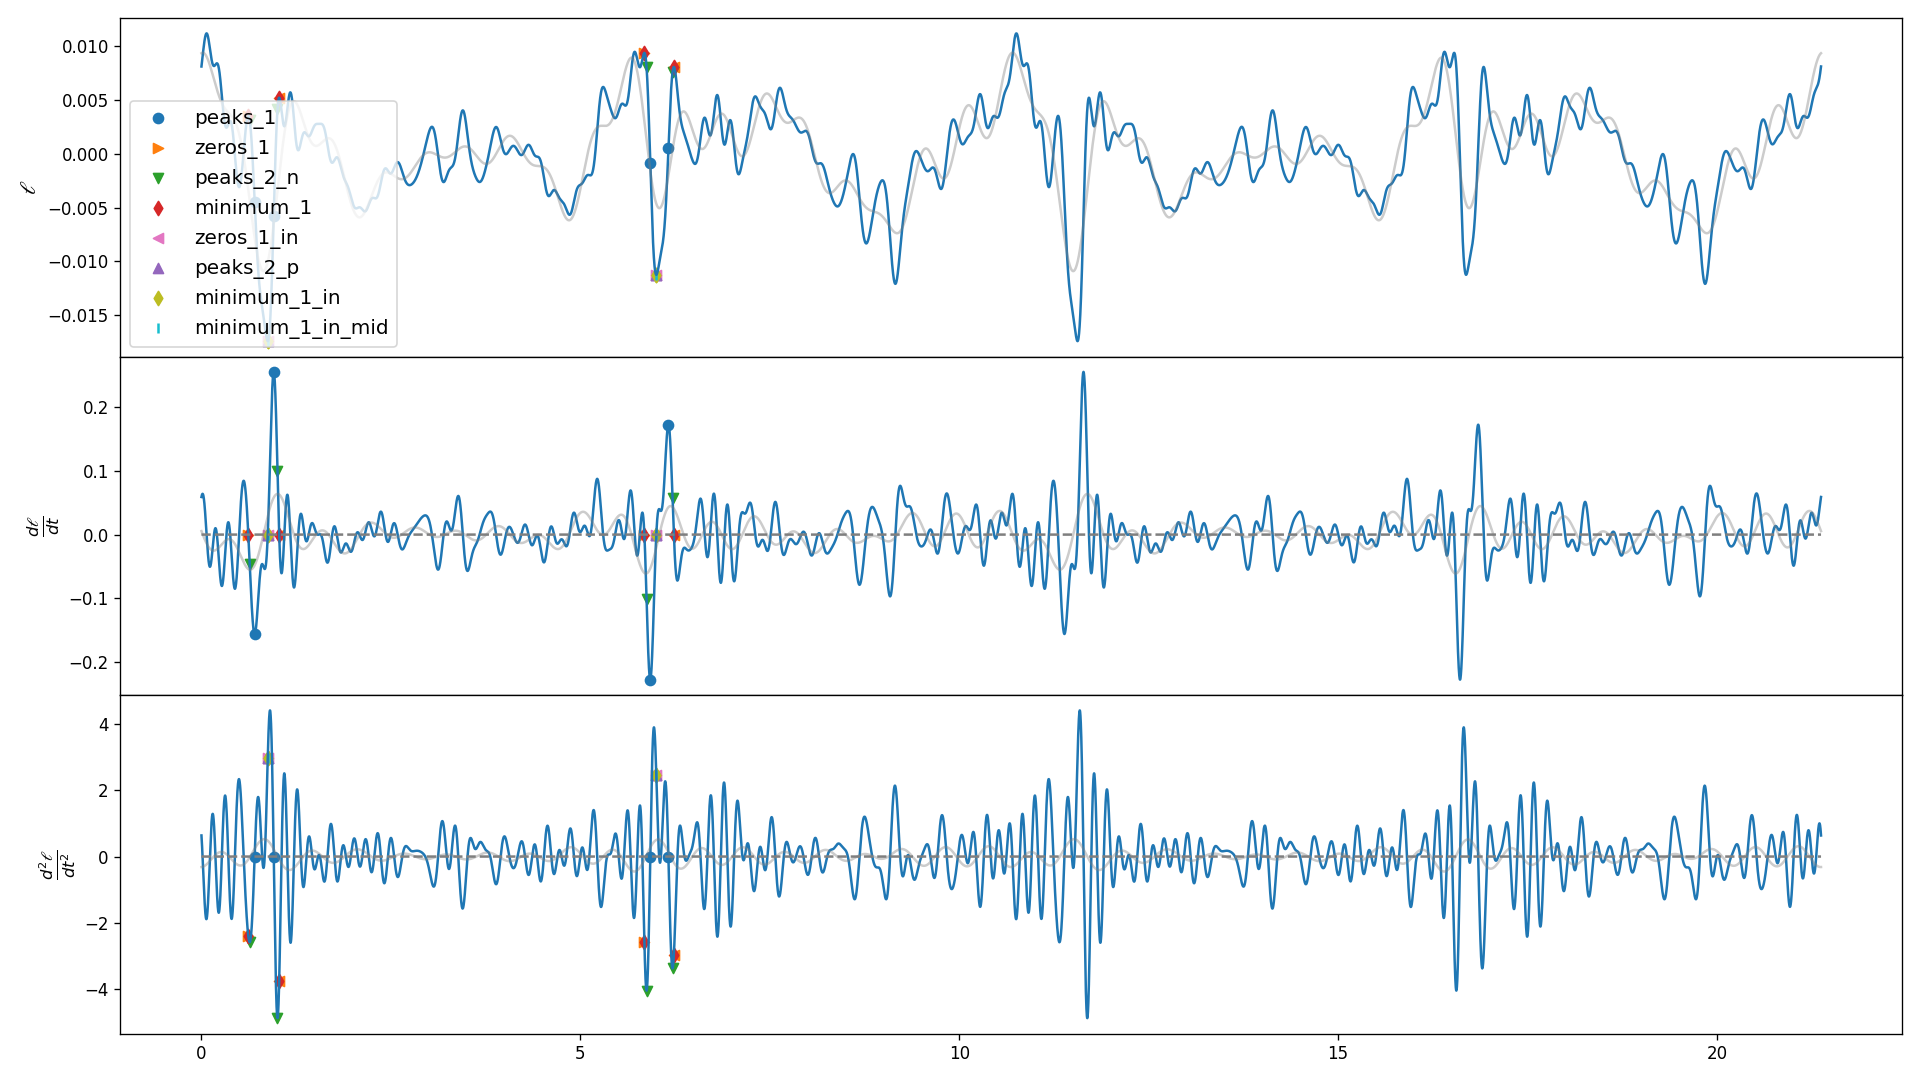 0.010
0.005
0.000
−0.005
−0.010
−0.015
ℓ
peaks_1
zeros_1
peaks_2_n
minimum_1
zeros_1_in
peaks_2_p
minimum_1_in
minimum_1_in_mid
0.2
0.1
0.0
−0.1
−0.2
dℓ
dt
4
2
0
−2
−4
d²ℓ
dt²
0 5 10 15 20